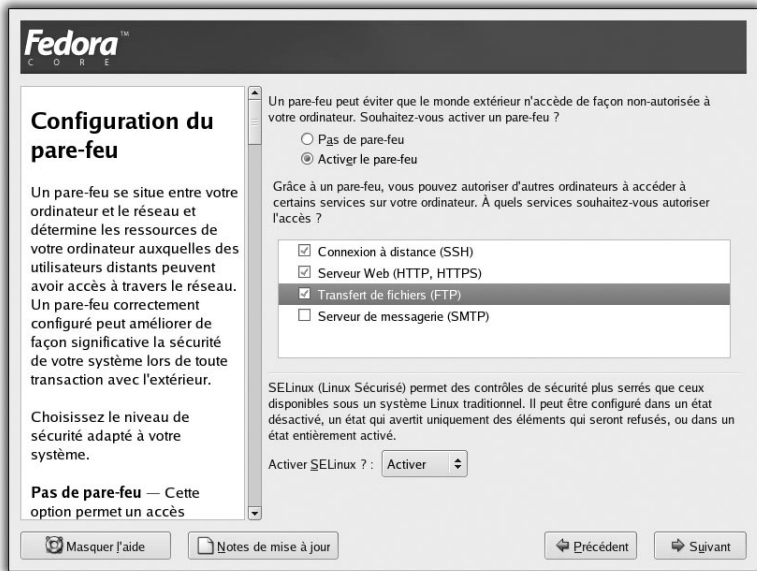 Fedora™
CORE
Configuration du
pare-feu
Un pare-feu se situe entre votre
ordinateur et le réseau et
détermine les ressources de
votre ordinateur auxquelles des
utilisateurs distants peuvent
avoir accès à travers le réseau.
Un pare-feu correctement
configuré peut améliorer de
façon significative la sécurité
de votre système lors de toute
transaction avec l'extérieur.
Choisissez le niveau de
sécurité adapté à votre
système.
Pas de pare-feu — Cette
option permet un accès
Un pare-feu peut éviter que le monde extérieur n'accède de façon non-autorisée à
votre ordinateur. Souhaitez-vous activer un pare-feu ?
Pas de pare-feu
Activer le pare-feu
Grâce à un pare-feu, vous pouvez autoriser d'autres ordinateurs à accéder à
certains services sur votre ordinateur. À quels services souhaitez-vous autoriser
l'accès ?
Connexion à distance (SSH)
Serveur Web (HTTP, HTTPS)
Transfert de fichiers (FTP)
Serveur de messagerie (SMTP)
SELinux (Linux Sécurisé) permet des contrôles de sécurité plus serrés que ceux
disponibles sous un système Linux traditionnel. Il peut être configuré dans un état
désactivé, un état qui avertit uniquement des éléments qui seront refusés, ou dans un
état entièrement activé.
Activer SELinux ? : Activer
Masquer l'aide
Notes de mise à jour
Précédent
Suivant